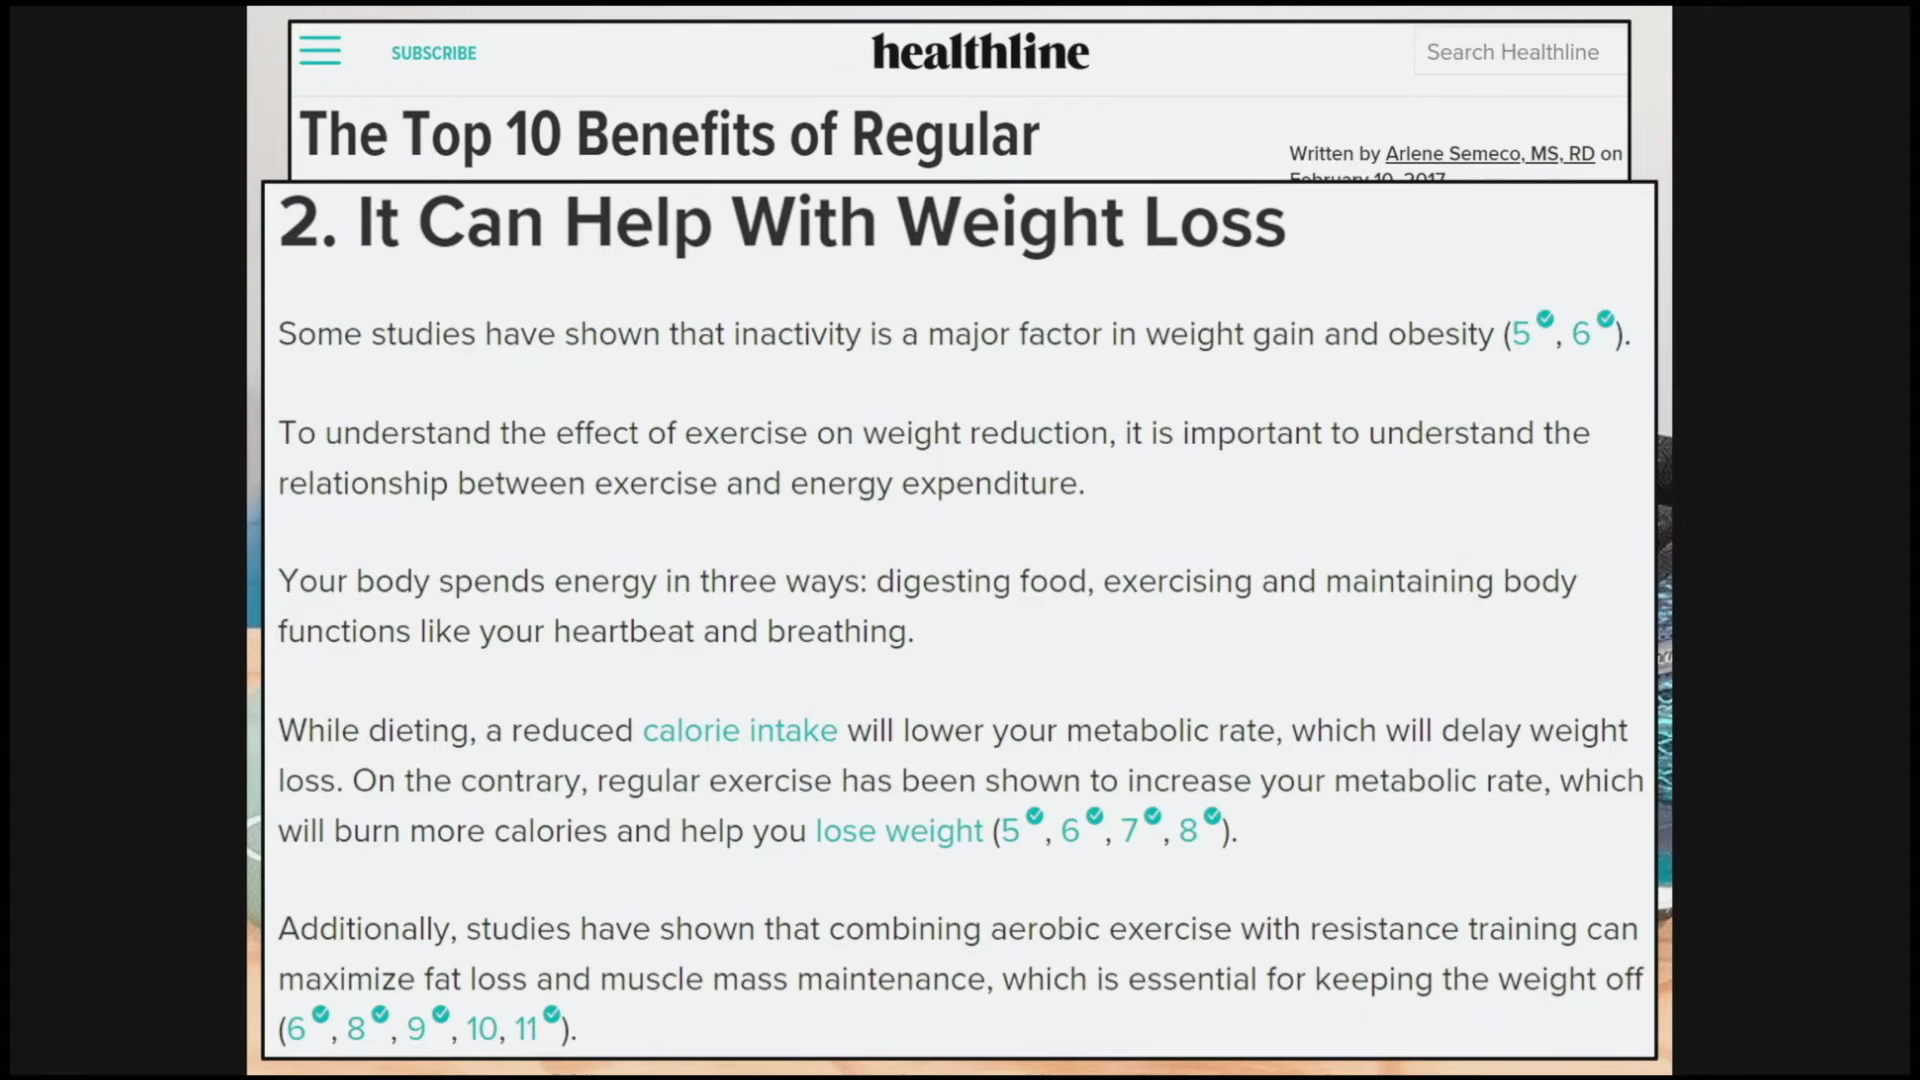 SUBSCRIBE
healthline
Search Healthline
The Top 10 Benefits of Regular
Written by Arlene Semeco, MS, RD on
February 10, 2017
2. It Can Help With Weight Loss
Some studies have shown that inactivity is a major factor in weight gain and obesity (5, 6).
To understand the effect of exercise on weight reduction, it is important to understand the
relationship between exercise and energy expenditure.
Your body spends energy in three ways: digesting food, exercising and maintaining body
functions like your heartbeat and breathing.
While dieting, a reduced calorie intake will lower your metabolic rate, which will delay weight
loss. On the contrary, regular exercise has been shown to increase your metabolic rate, which
will burn more calories and help you lose weight (5, 6, 7, 8).
Additionally, studies have shown that combining aerobic exercise with resistance training can
maximize fat loss and muscle mass maintenance, which is essential for keeping the weight off
(6, 8, 9, 10, 11).